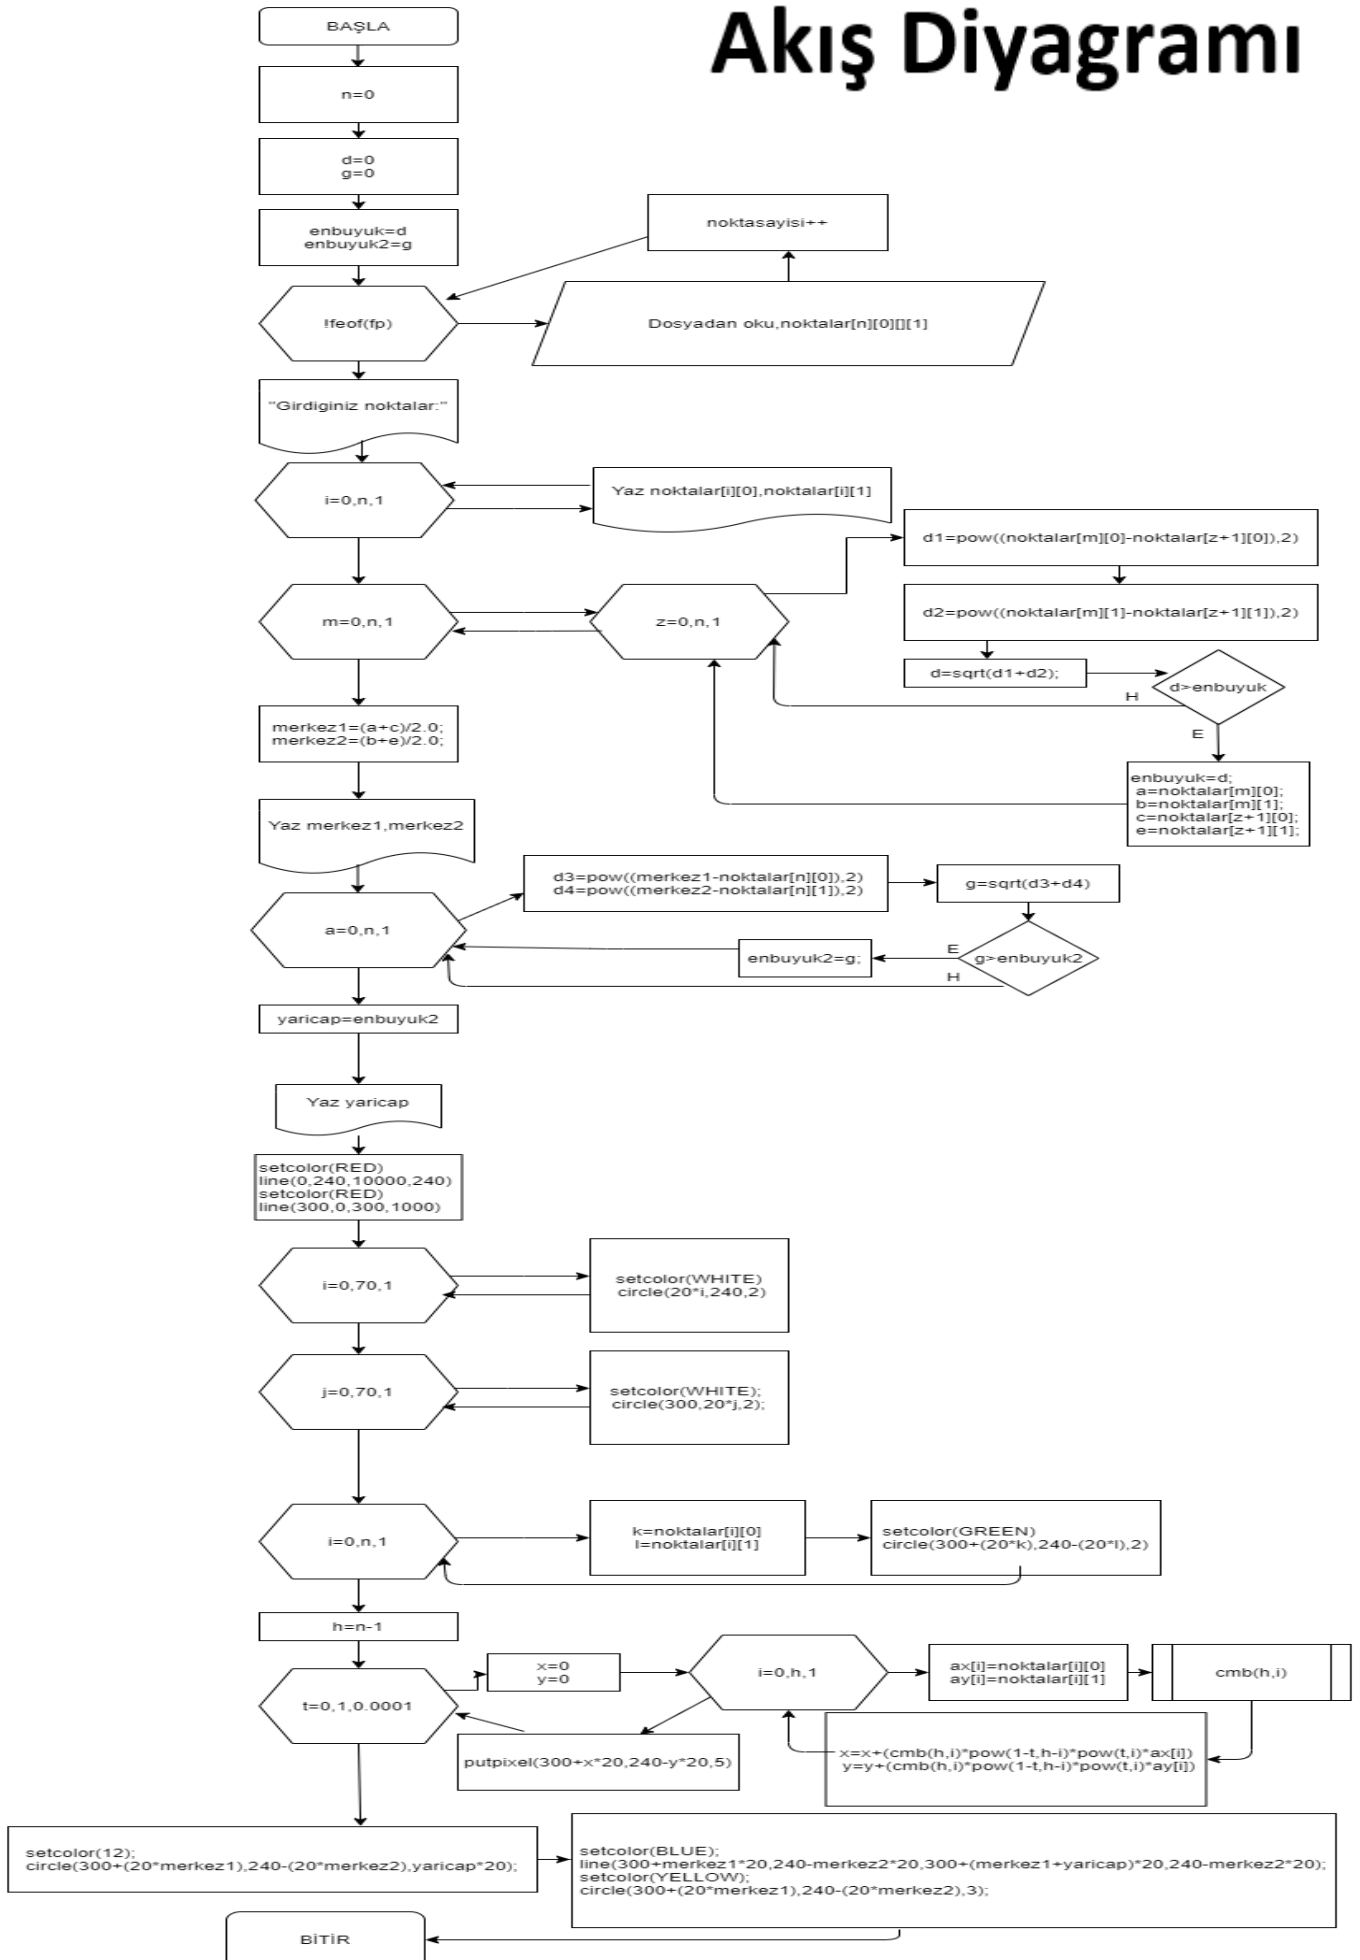 Akış Diyagramı
BAŞLA
n=0
d=0
g=0
enbuyuk=d
enbuyuk2=g
noktasayisi++
!feof(fp)
Dosyadan oku,noktalar[n][0][][1]
"Girdiginiz noktalar:"
i=0,n,1
Yaz noktalar[i][0],noktalar[i][1]
m=0,n,1
z=0,n,1
d1=pow((noktalar[m][0]-noktalar[z+1][0]),2)
d2=pow((noktalar[m][1]-noktalar[z+1][1]),2)
d=sqrt(d1+d2);
d>enbuyuk
H
E
enbuyuk=d;
a=noktalar[m][0];
b=noktalar[m][1];
c=noktalar[z+1][0];
e=noktalar[z+1][1];
merkez1=(a+c)/2.0;
merkez2=(b+e)/2.0;
Yaz merkez1,merkez2
a=0,n,1
d3=pow((merkez1-noktalar[n][0]),2)
d4=pow((merkez2-noktalar[n][1]),2)
g=sqrt(d3+d4)
g>enbuyuk2
E
H
enbuyuk2=g;
yaricap=enbuyuk2
Yaz yaricap
setcolor(RED)
line(0,240,10000,240)
setcolor(RED)
line(300,0,300,1000)
i=0,70,1
setcolor(WHITE)
circle(20*i,240,2)
j=0,70,1
setcolor(WHITE);
circle(300,20*j,2);
i=0,n,1
k=noktalar[i][0]
l=noktalar[i][1]
setcolor(GREEN)
circle(300+(20*k),240-(20*l),2)
h=n-1
t=0,1,0.0001
x=0
y=0
i=0,h,1
ax[i]=noktalar[i][0]
ay[i]=noktalar[i][1]
cmb(h,i)
x=x+(cmb(h,i)*pow(1-t,h-i)*pow(t,i)*ax[i])
y=y+(cmb(h,i)*pow(1-t,h-i)*pow(t,i)*ay[i])
putpixel(300+x*20,240-y*20,5)
setcolor(12);
circle(300+(20*merkez1),240-(20*merkez2),yaricap*20);
setcolor(BLUE);
line(300+merkez1*20,240-merkez2*20,300+(merkez1+yaricap)*20,240-merkez2*20);
setcolor(YELLOW);
circle(300+(20*merkez1),240-(20*merkez2),3);
BİTİR